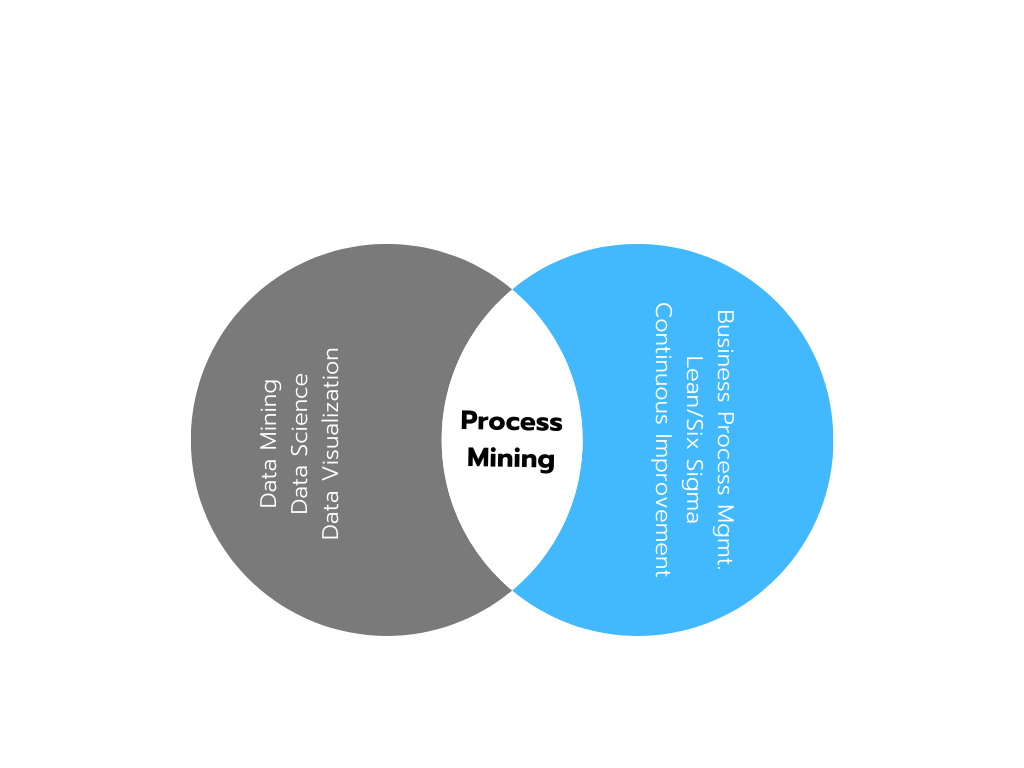 Data Mining
Data Science
Data Visualization
Process
Mining
Business Process Mgmt.
Lean/Six Sigma
Continuous Improvement